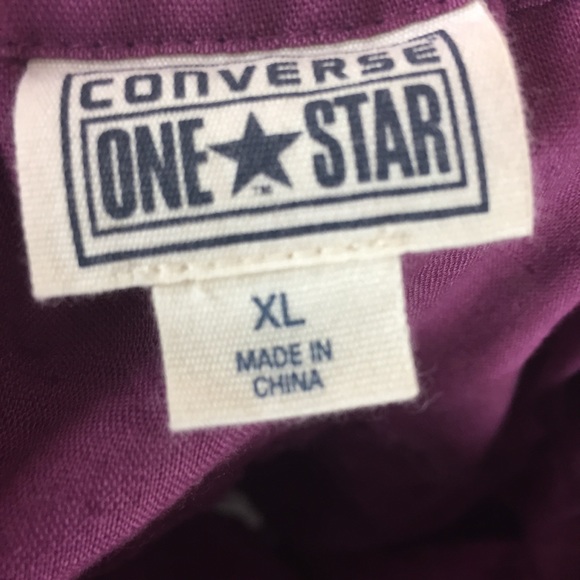 CONVERSE
ONE★STAR
™
XL
MADE IN
CHINA